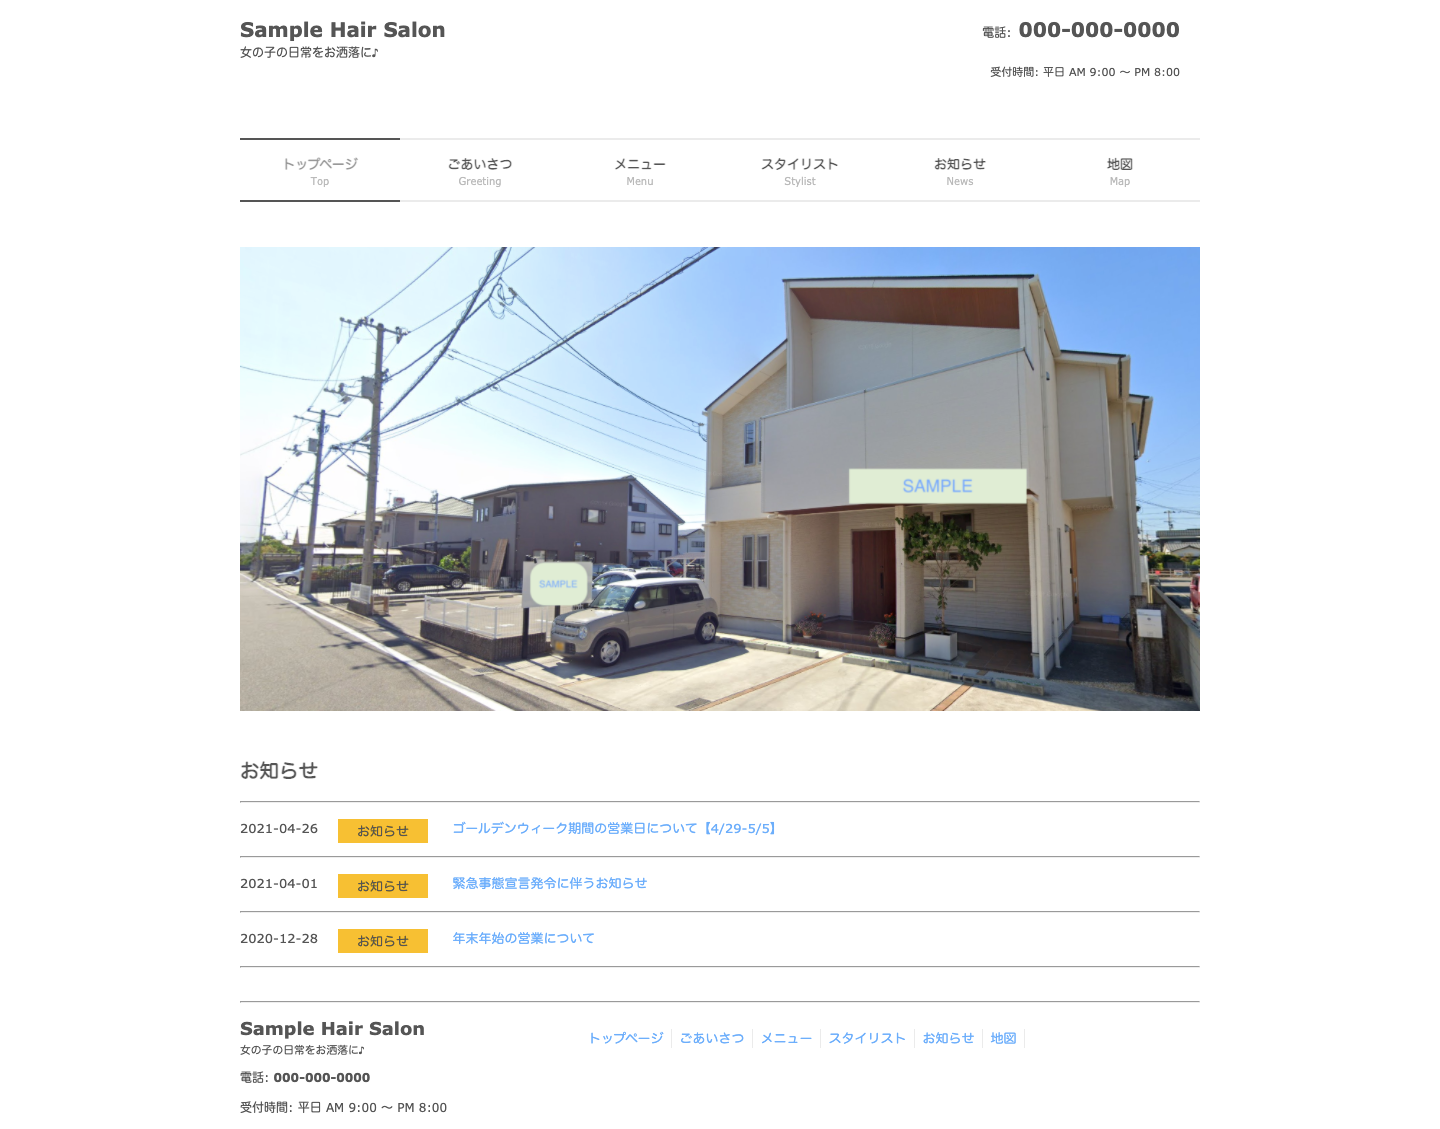 Sample Hair Salon
女の子の日常をお洒落に♪
電話: 000-000-0000
受付時間: 平日 AM 9:00 〜 PM 8:00
トップページ
Top
ごあいさつ
Greeting
メニュー
Menu
スタイリスト
Stylist
お知らせ
News
地図
Map
SAMPLE
SAMPLE
お知らせ
2021-04-26 お知らせ ゴールデンウィーク期間の営業日について【4/29-5/5】
2021-04-01 お知らせ 緊急事態宣言発令に伴うお知らせ
2020-12-28 お知らせ 年末年始の営業について
Sample Hair Salon
女の子の日常をお洒落に♪
電話: 000-000-0000
受付時間: 平日 AM 9:00 〜 PM 8:00
トップページ ごあいさつ メニュー スタイリスト お知らせ 地図